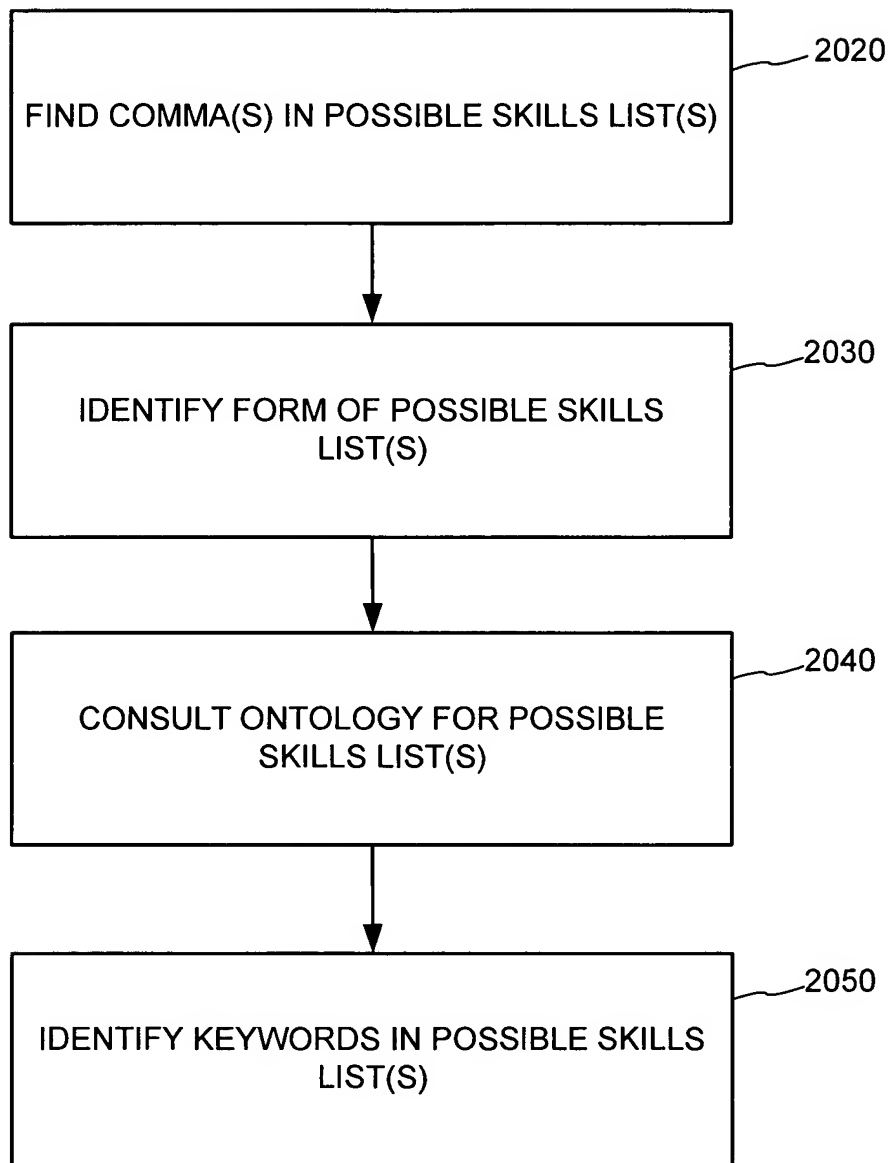 2020
FIND COMMA(S) IN POSSIBLE SKILLS LIST(S)
2030
IDENTIFY FORM OF POSSIBLE SKILLS
LIST(S)
2040
CONSULT ONTOLOGY FOR POSSIBLE
SKILLS LIST(S)
2050
IDENTIFY KEYWORDS IN POSSIBLE SKILLS
LIST(S)